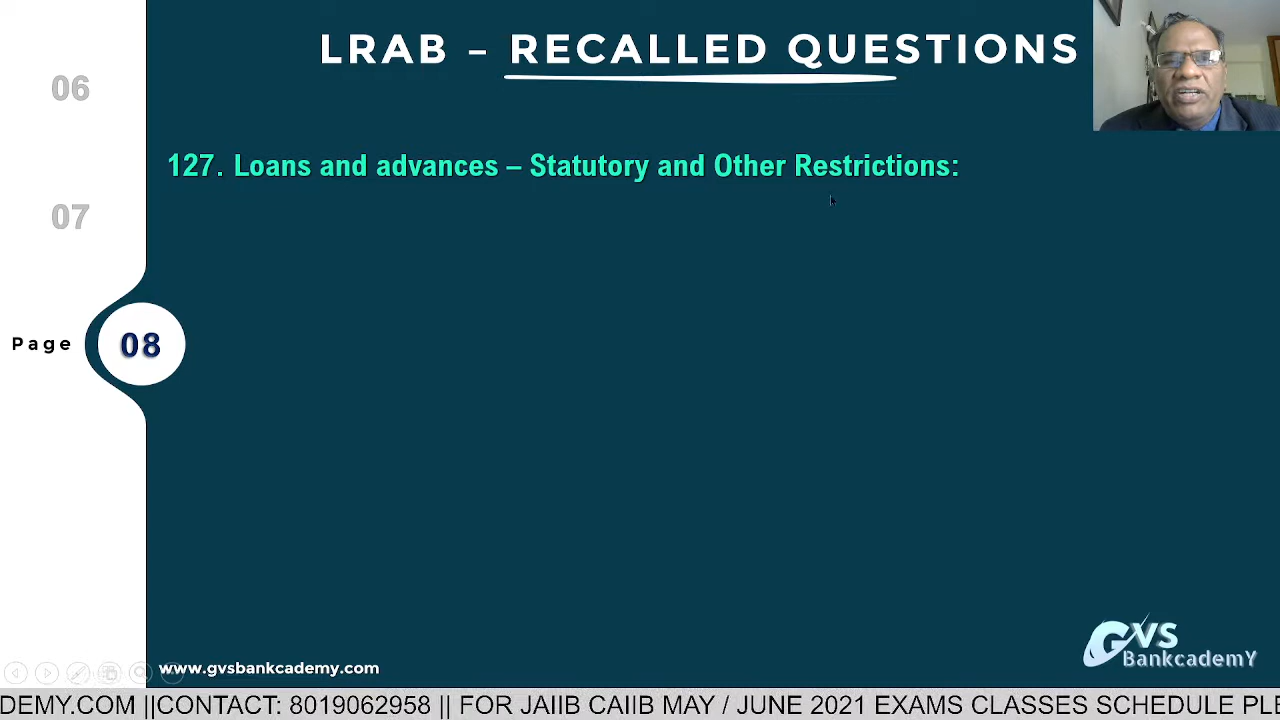 LRAB – RECALLED QUESTIONS
06
127. Loans and advances – Statutory and Other Restrictions:
07
Page 08
GVS
BankcademY
www.gvsbankcademy.com
DEMY.COM ||CONTACT: 8019062958 || FOR JAIIB CAIIB MAY / JUNE 2021 EXAMS CLASSES SCHEDULE PLE